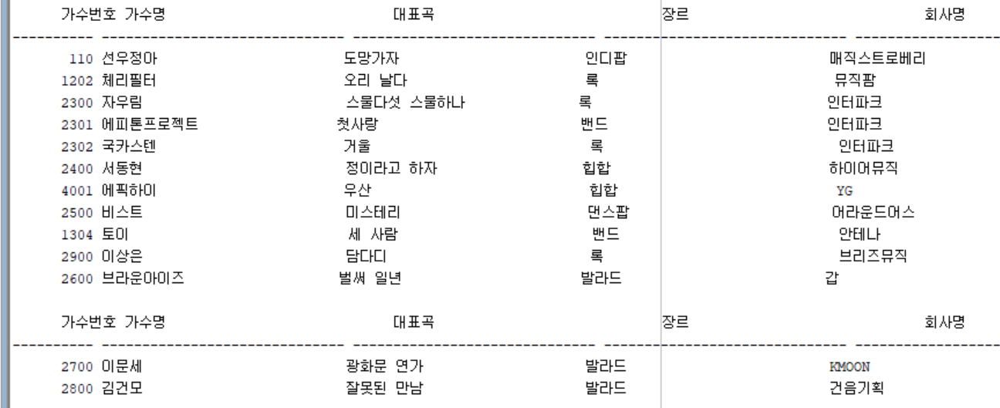 가수번호 가수명 대표곡 장르 회사명
110 선우정아 도망가자 인디팝 매직스트로베리
1202 체리필터 오리 날다 록 뮤직팜
2300 자우림 스물다섯 스물하나 록 인터파크
2301 에피톤프로젝트 첫사랑 밴드 인터파크
2302 국카스텐 거울 록 인터파크
2400 서동현 정이라고 하자 힙합 하이어뮤직
4001 에픽하이 우산 힙합 YG
2500 비스트 미스테리 댄스팝 어라운드어스
1304 토이 세 사람 밴드 안테나
2900 이상은 담다디 록 브리즈뮤직
2600 브라운아이즈 벌써 일년 발라드 갑
가수번호 가수명 대표곡 장르 회사명
2700 이문세 광화문 연가 발라드 KMOON
2800 김건모 잘못된 만남 발라드 건음기획